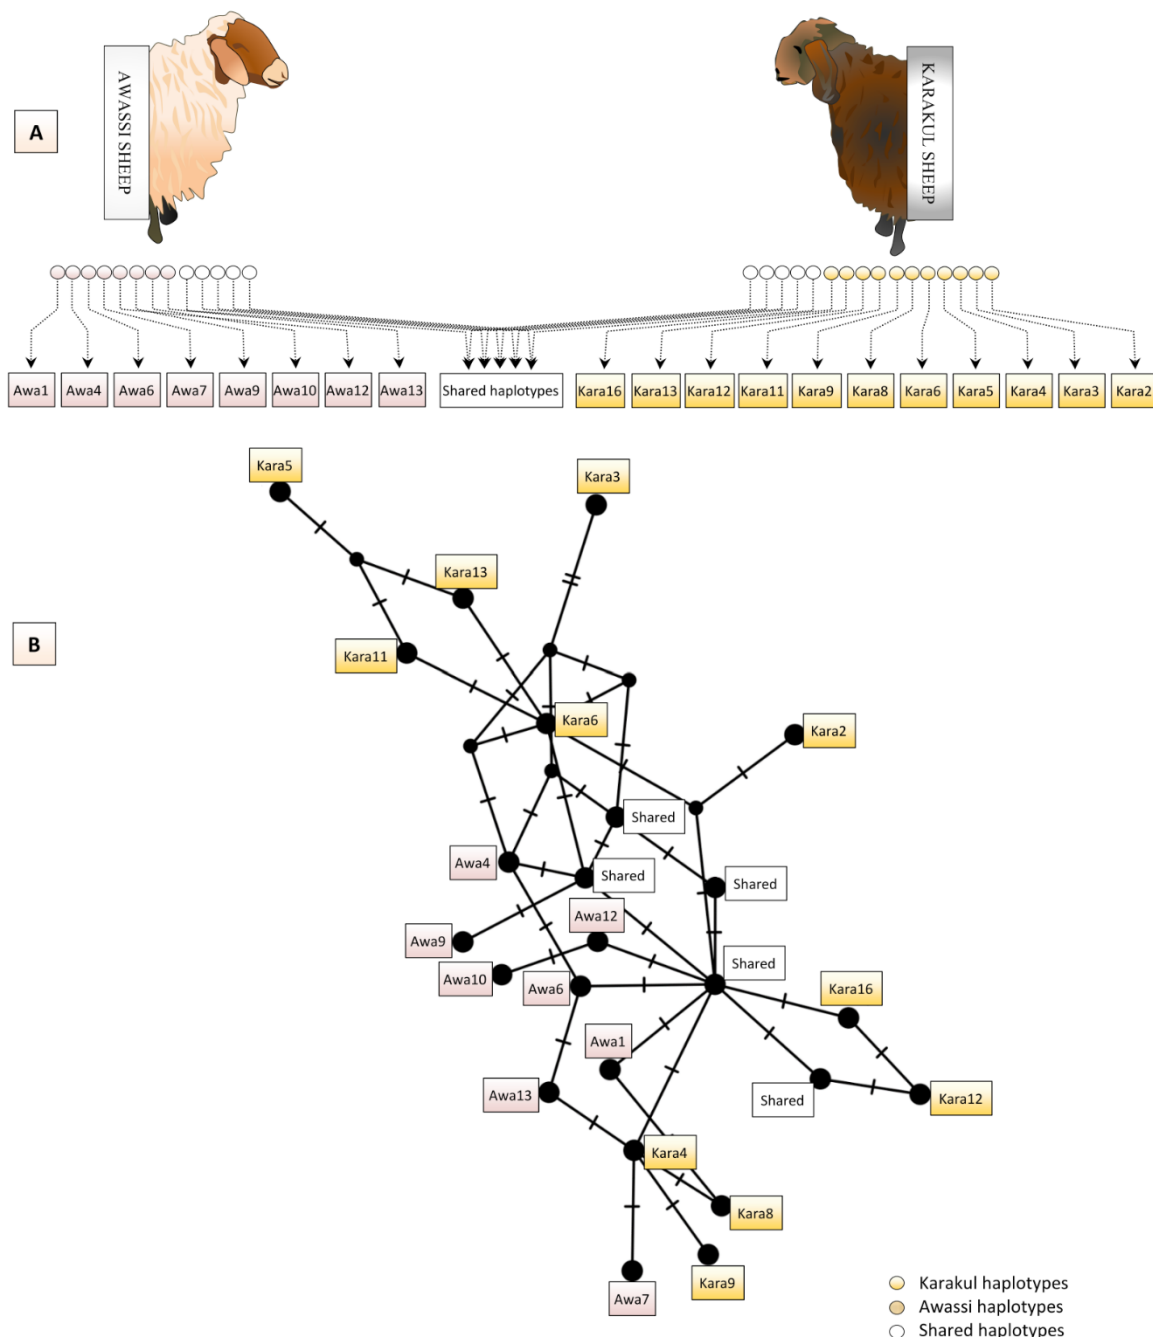 AWASSI SHEEP
KARAKUL SHEEP
A
Awa1 Awa4 Awa6 Awa7 Awa9 Awa10 Awa12 Awa13 Shared haplotypes Kara16 Kara13 Kara12 Kara11 Kara9 Kara8 Kara6 Kara5 Kara4 Kara3 Kara2
Kara5
Kara3
Kara13
B
Kara11
Kara6
Kara2
Shared
Awa4
Shared
Shared
Awa12
Awa9
Awa10
Shared
Awa6
Kara16
Awa1
Awa13
Shared
Kara12
Kara4
Kara8
Kara9
Awa7
Karakul haplotypes
Awassi haplotypes
Shared haplotypes